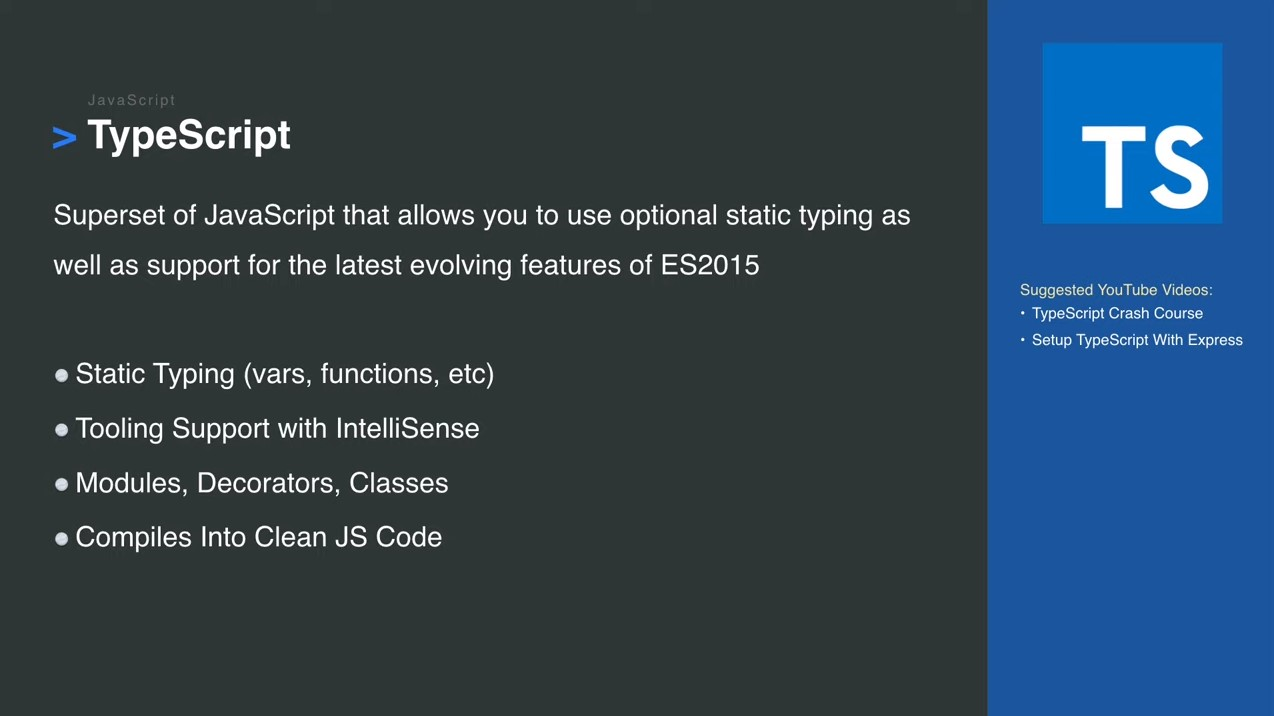 JavaScript
> TypeScript
Superset of JavaScript that allows you to use optional static typing as
well as support for the latest evolving features of ES2015
Static Typing (vars, functions, etc)
Tooling Support with IntelliSense
Modules, Decorators, Classes
Compiles Into Clean JS Code
TS
Suggested YouTube Videos:
• TypeScript Crash Course
• Setup TypeScript With Express